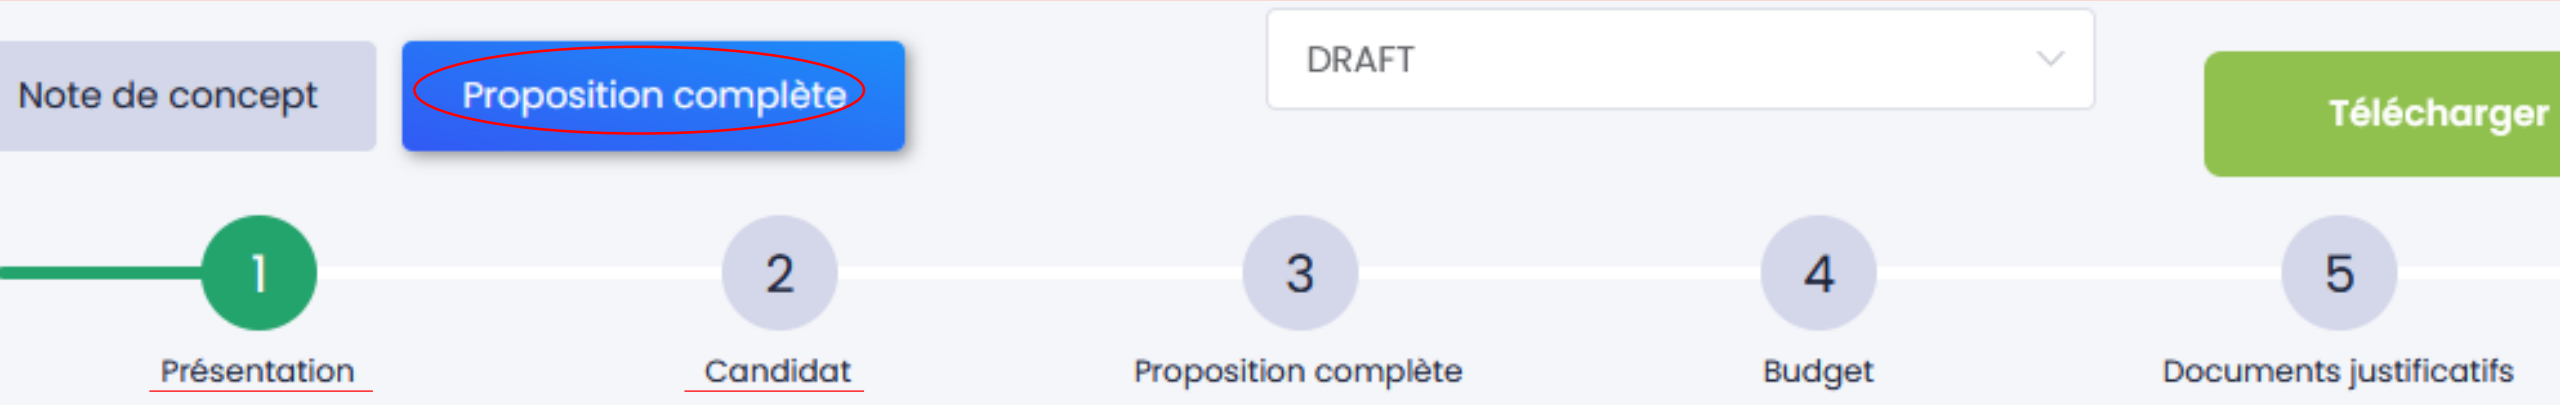 DRAFT
Note de concept
Proposition complète
Télécharger
1
2
3
4
5
Présentation
Candidat
Proposition complète
Budget
Documents justificatifs